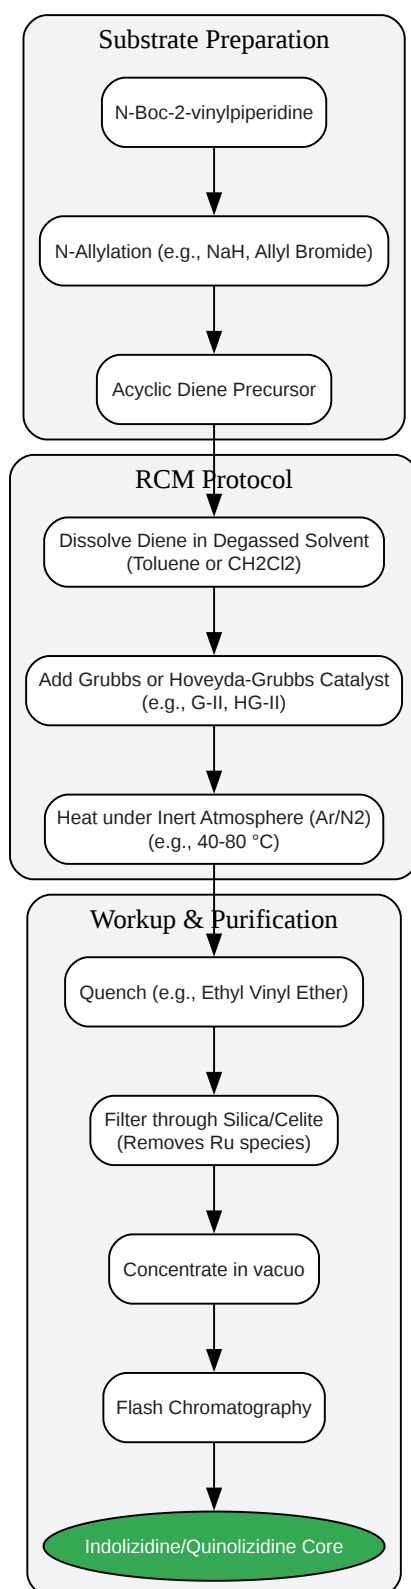 Substrate Preparation
N-Boc-2-vinylpiperidine
N-Allylation (e.g., NaH, Allyl Bromide)
Acyclic Diene Precursor
RCM Protocol
Dissolve Diene in Degassed Solvent
(Toluene or CH2Cl2)
Add Grubbs or Hoveyda-Grubbs Catalyst
(e.g., G-II, HG-II)
Heat under Inert Atmosphere (Ar/N2)
(e.g., 40-80 °C)
Workup & Purification
Quench (e.g., Ethyl Vinyl Ether)
Filter through Silica/Celite
(Removes Ru species)
Concentrate in vacuo
Flash Chromatography
Indolizidine/Quinolizidine Core